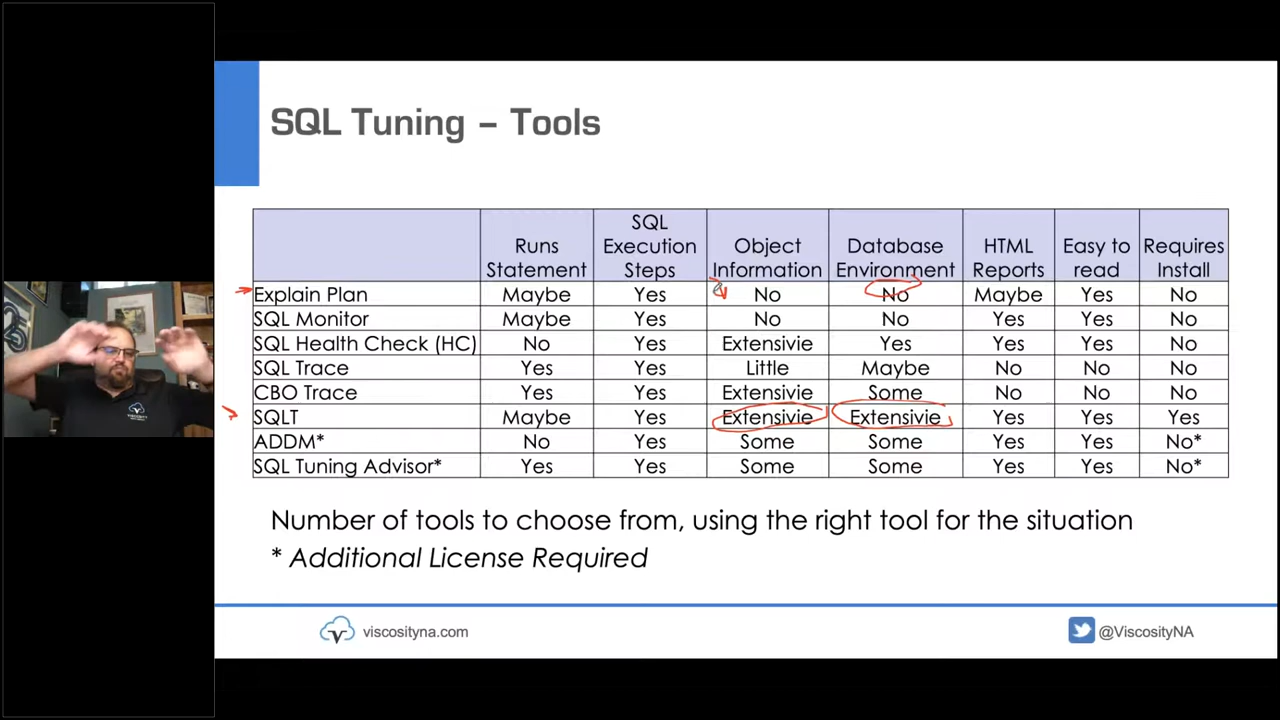 SQL Tuning – Tools
Runs Statement SQL Execution Steps Object Information Database Environment HTML Reports Easy to read Requires Install
Explain Plan Maybe Yes No No Maybe Yes No
SQL Monitor Maybe Yes No No Yes Yes No
SQL Health Check (HC) No Yes Extensivie Yes Yes Yes No
SQL Trace Yes Yes Little Maybe No No No
CBO Trace Yes Yes Extensivie Some No No No
SQLT Maybe Yes Extensivie Extensivie Yes Yes Yes
ADDM* No Yes Some Some Yes Yes No*
SQL Tuning Advisor* Yes Yes Some Some Yes Yes No*
Number of tools to choose from, using the right tool for the situation
* Additional License Required
viscosityna.com
@ViscosityNA
VISCOSITY